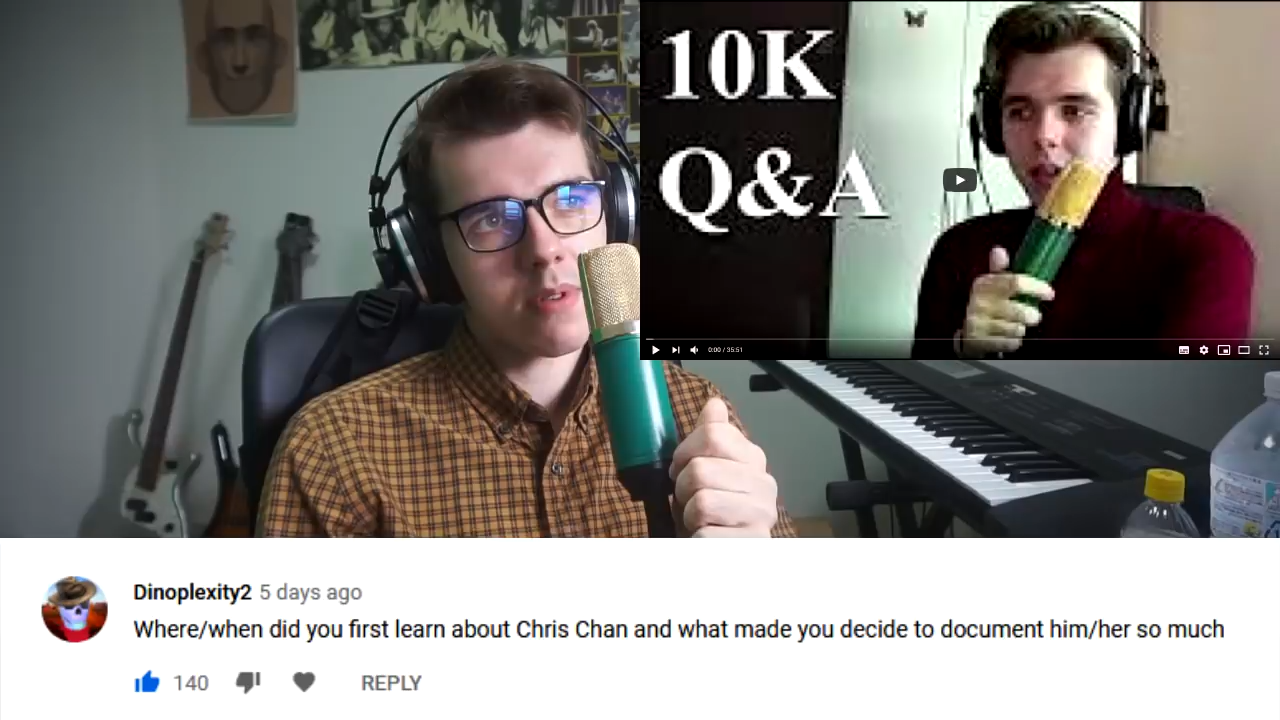 10K
Q&A
0:00 / 35:51
Dinoplexity2 5 days ago
Where/when did you first learn about Chris Chan and what made you decide to document him/her so much
140
REPLY